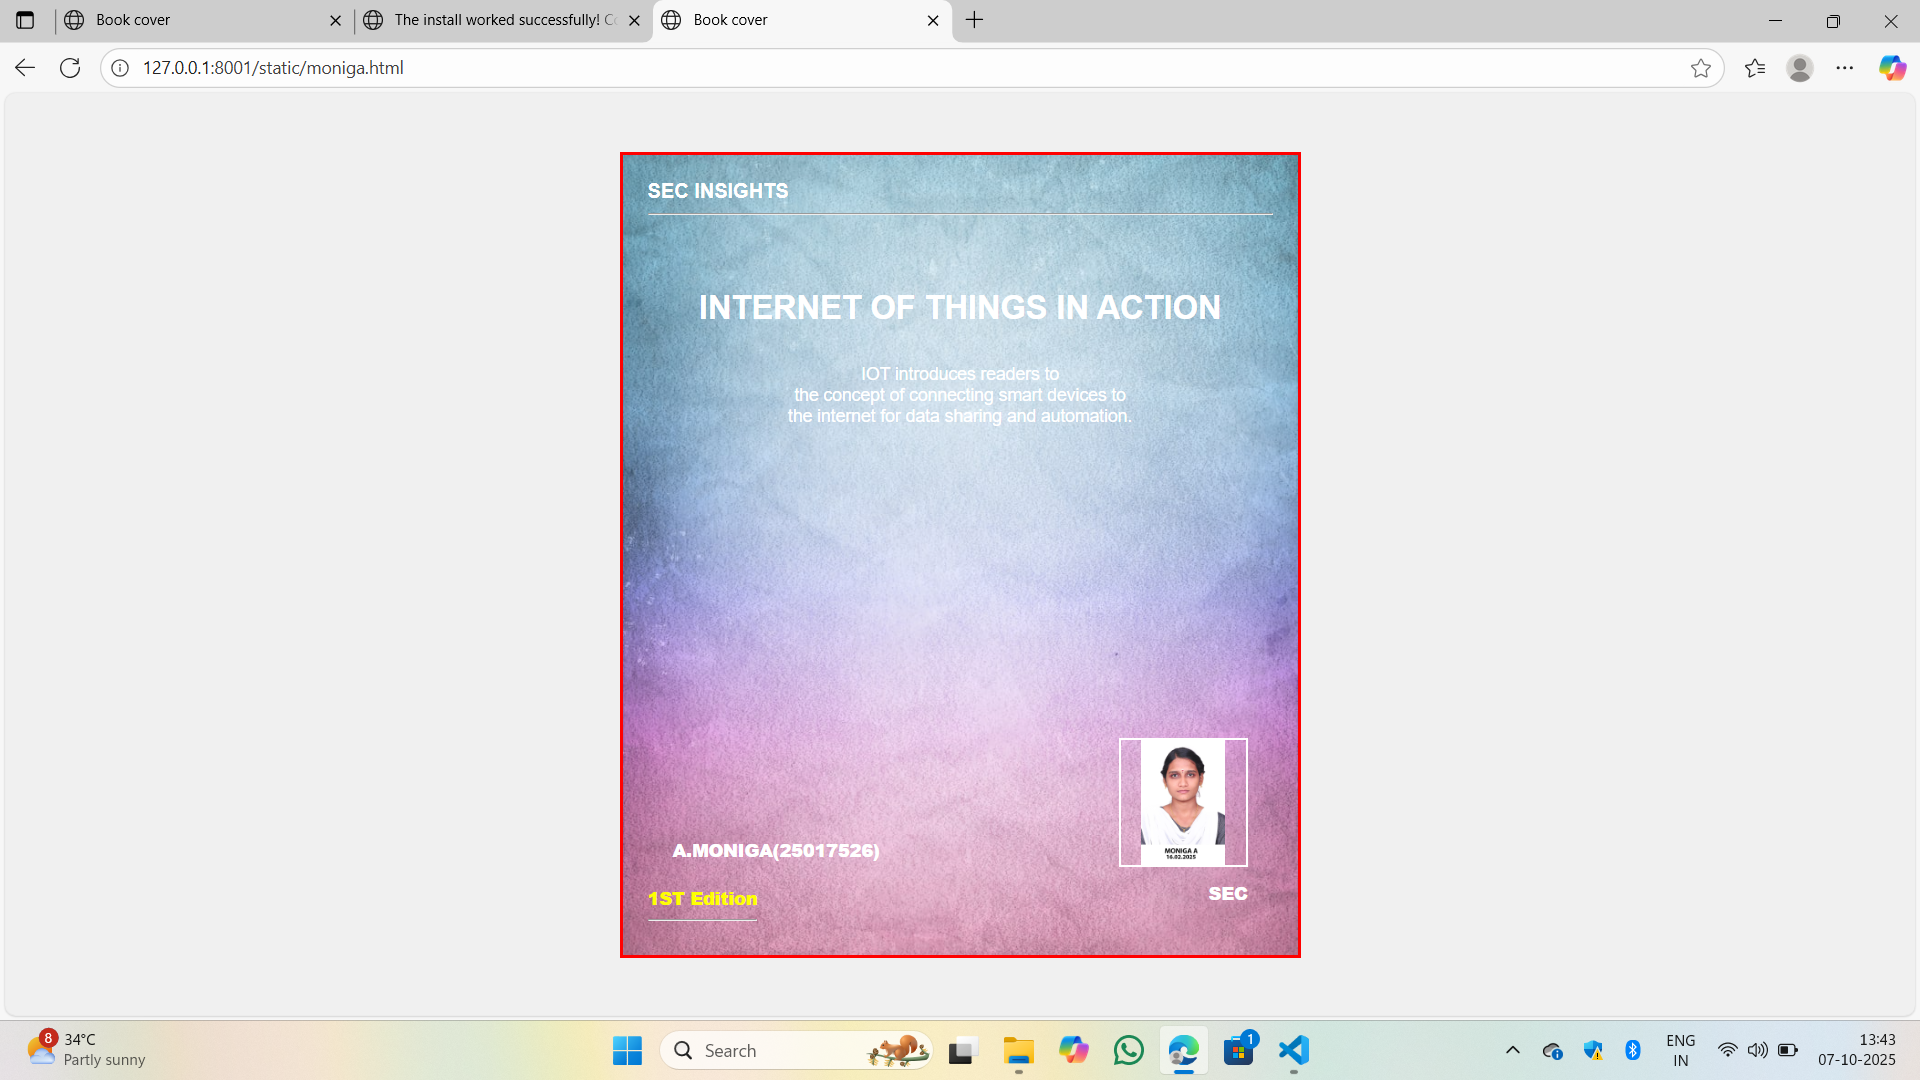 Book cover
The install worked successfully! Co
Book cover
127.0.0.1:8001/static/moniga.html
SEC INSIGHTS
INTERNET OF THINGS IN ACTION
IOT introduces readers to
the concept of connecting smart devices to
the internet for data sharing and automation.
MONIGA A
16.02.2025
A.MONIGA(25017526)
1ST Edition
SEC
8
34°C
Partly sunny
Search
1
ENG
IN
13:43
07-10-2025